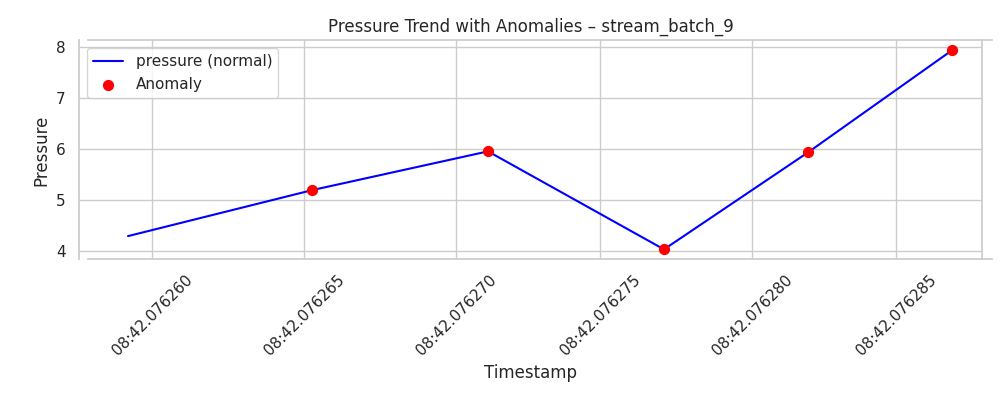 Pressure Trend with Anomalies – stream_batch_9
pressure (normal)
Anomaly
Pressure
8
7
6
5
4
08:42.076260
08:42.076265
08:42.076270
08:42.076275
08:42.076280
08:42.076285
Timestamp